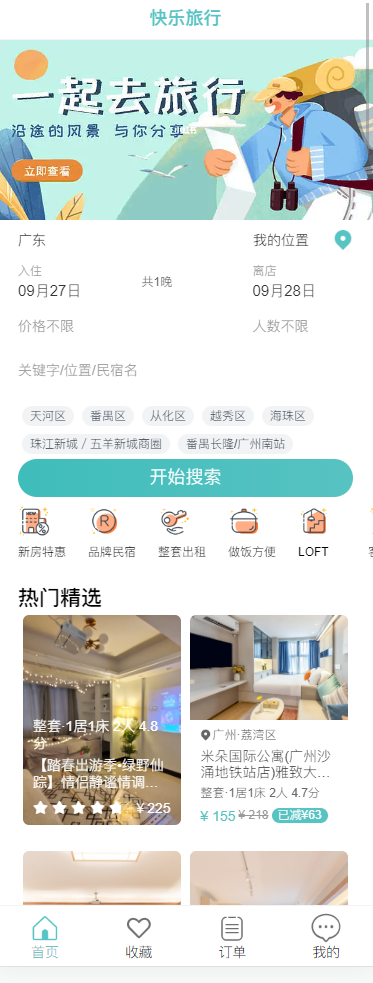 快乐旅行
一起去旅行
沿途的风景 与你分享
立即查看
广东
我的位置
入住
共1晚
离店
09月27日
09月28日
价格不限
人数不限
关键字/位置/民宿名
天河区
番禺区
从化区
越秀区
海珠区
珠江新城 / 五羊新城商圈
番禺长隆/广州南站
开始搜索
新房特惠
品牌民宿
整套出租
做饭方便
LOFT
热门精选
整套·1居1床 2人 4.8
分
【踏春出游季•绿野仙
踪】情侣静谧情调...
¥ 225
广州·荔湾区
米朵国际公寓(广州沙
涌地铁站店)雅致大...
整套·1居1床 2人 4.7分
¥ 155 ¥ 218 已减¥63
首页
收藏
订单
我的